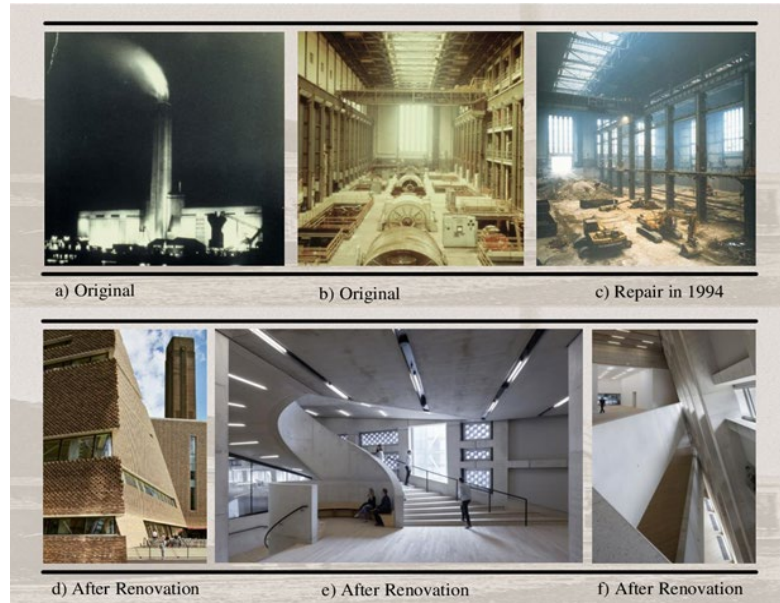 a) Original
b) Original
c) Repair in 1994
d) After Renovation
e) After Renovation
f) After Renovation